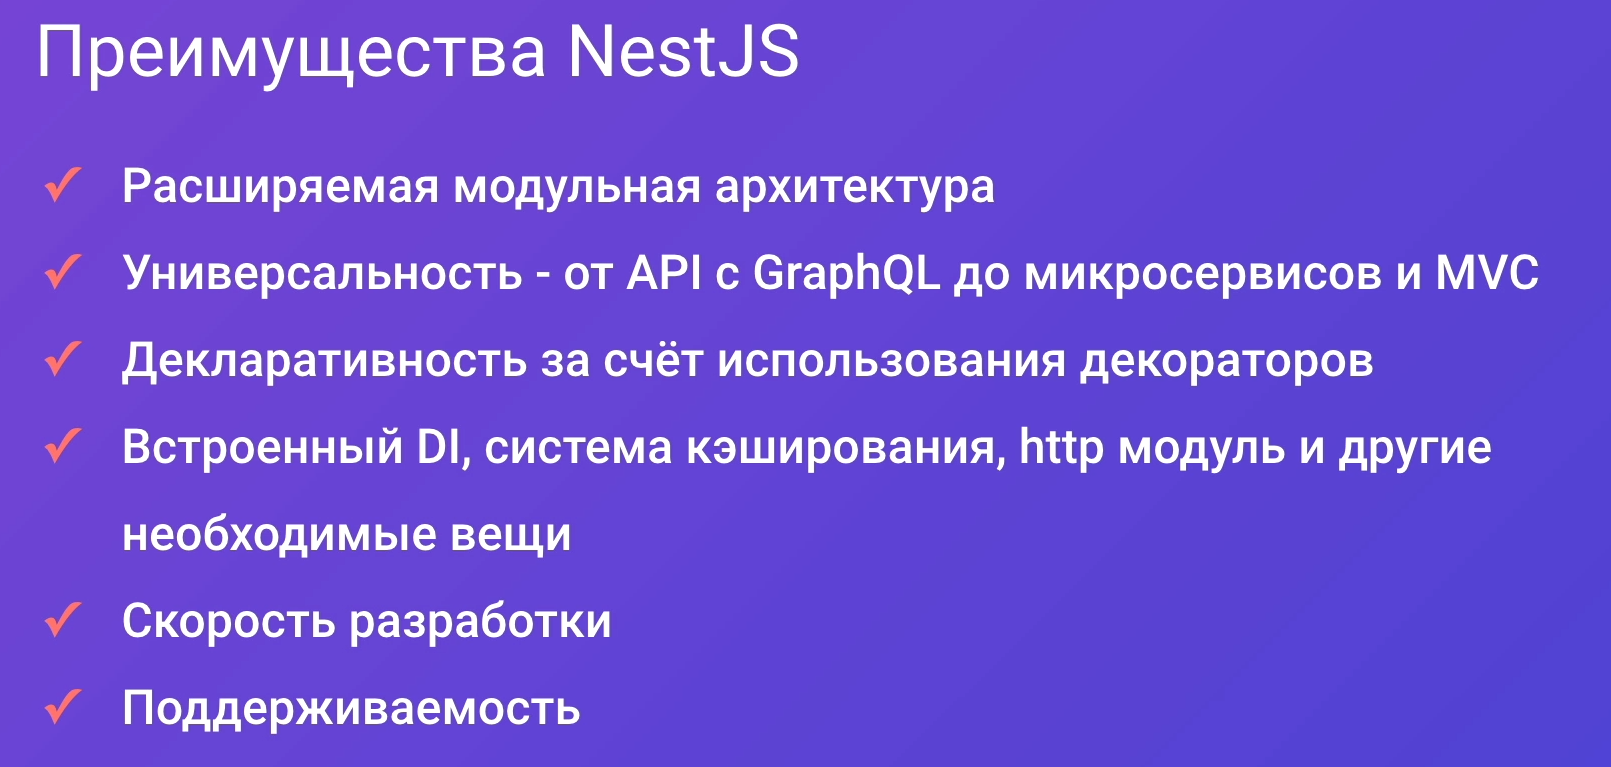 Преимущества NestJS
Расширяемая модульная архитектура
Универсальность - от API с GraphQL до микросервисов и MVC
Декларативность за счёт использования декораторов
Встроенный DI, система кэширования, http модуль и другие
необходимые вещи
Скорость разработки
Поддерживаемость